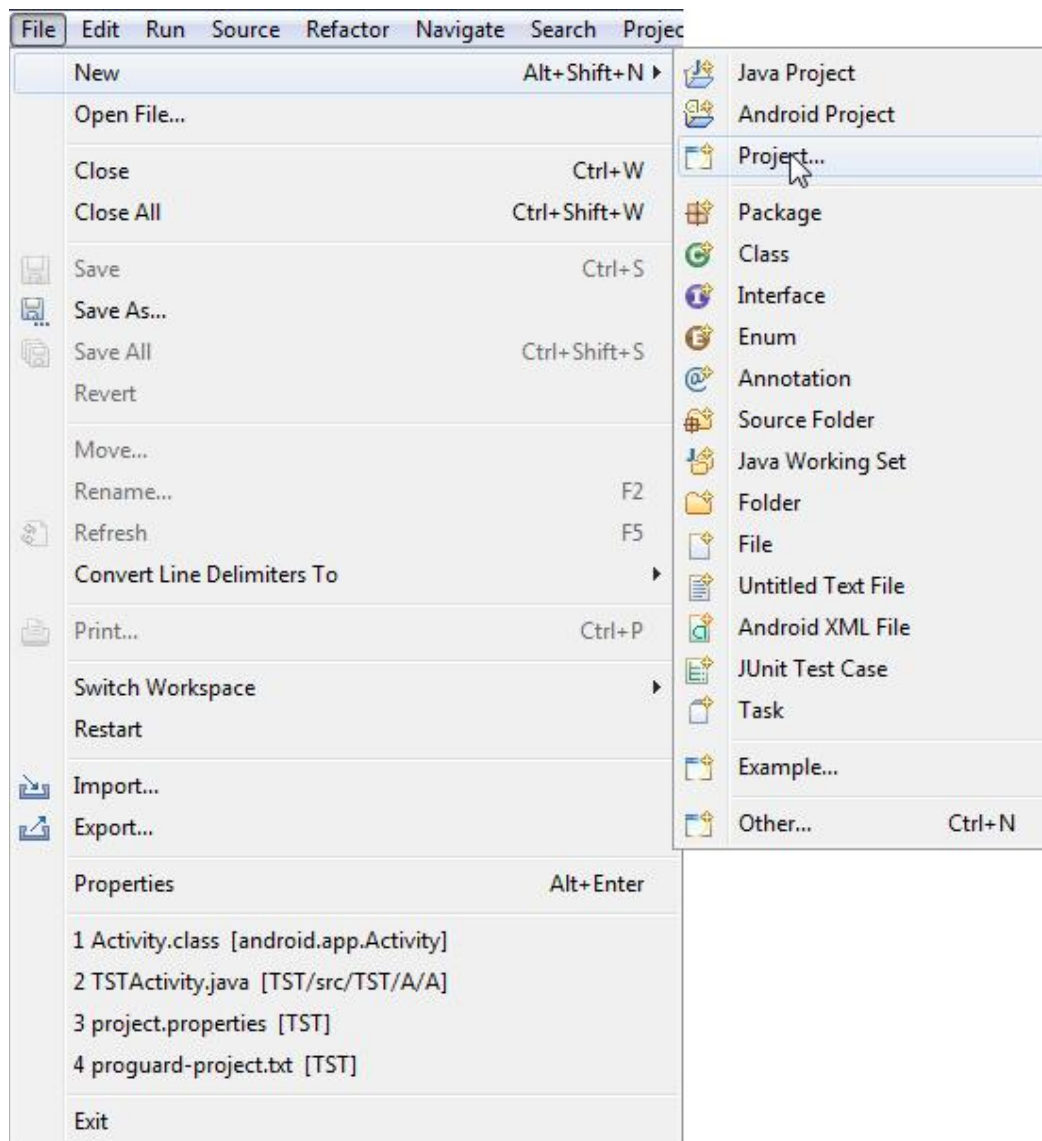 File Edit Run Source Refactor Navigate Search Projec
New Alt+Shift+N
Open File...
Close Ctrl+W
Close All Ctrl+Shift+W
Save Ctrl+S
Save As...
Save All Ctrl+Shift+S
Revert
Move...
Rename... F2
Refresh F5
Convert Line Delimiters To
Print... Ctrl+P
Switch Workspace
Restart
Import...
Export...
Properties Alt+Enter
1 Activity.class [android.app.Activity]
2 TSTActivity.java [TST/src/TST/A/A]
3 project.properties [TST]
4 proguard-project.txt [TST]
Exit
Java Project
Android Project
Project...
Package
Class
Interface
Enum
Annotation
Source Folder
Java Working Set
Folder
File
Untitled Text File
Android XML File
JUnit Test Case
Task
Example...
Other... Ctrl+N